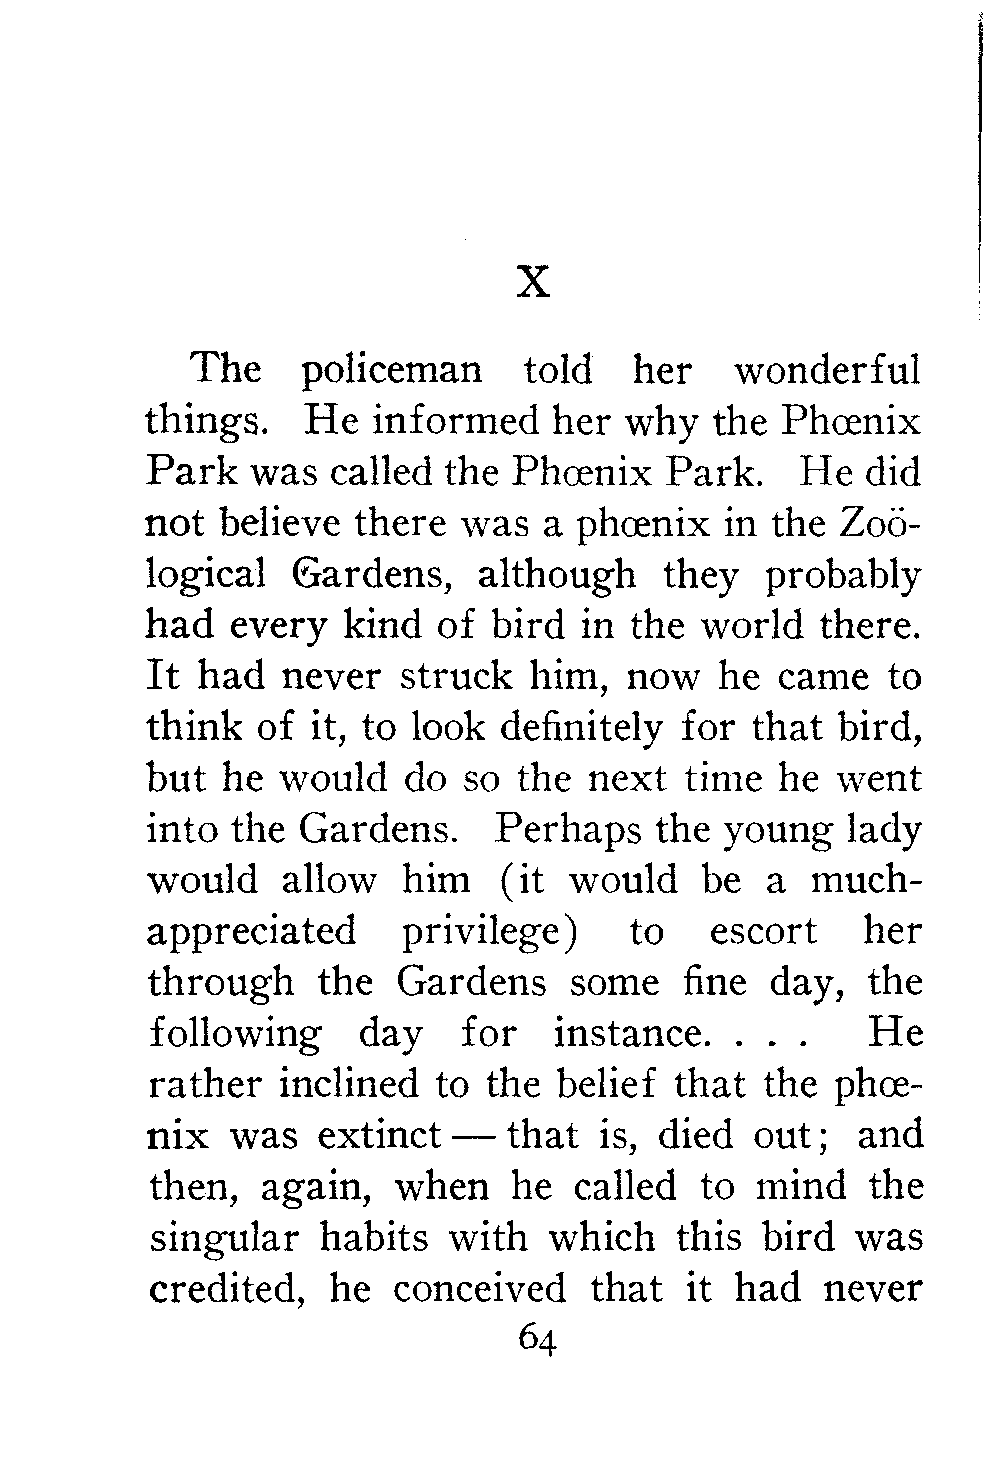 X
The policeman told her wonderful
things. He informed her why the Phœnix
Park was called the Phœnix Park. He did
not believe there was a phœnix in the Zoö-
logical Gardens, although they probably
had every kind of bird in the world there.
It had never struck him, now he came to
think of it, to look definitely for that bird,
but he would do so the next time he went
into the Gardens. Perhaps the young lady
would allow him (it would be a much-
appreciated privilege) to escort her
through the Gardens some fine day, the
following day for instance. . . . He
rather inclined to the belief that the phœ-
nix was extinct — that is, died out; and
then, again, when he called to mind the
singular habits with which this bird was
credited, he conceived that it had never
64